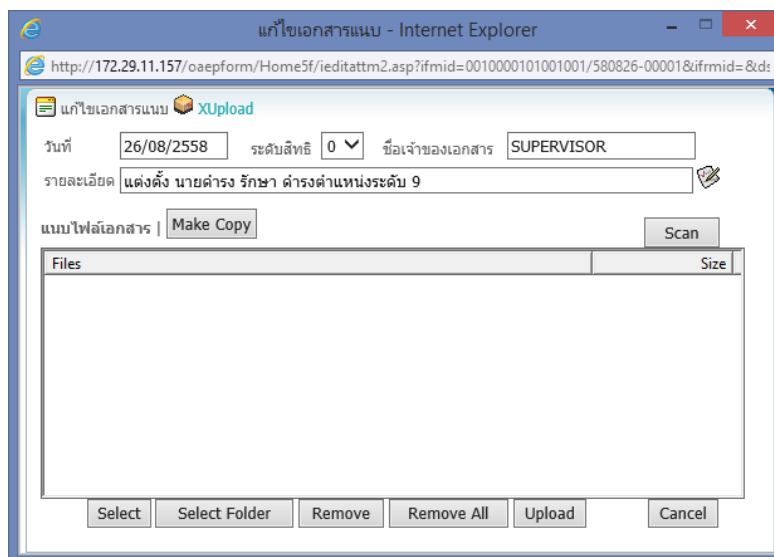 แก้ไขเอกสารแนบ - Internet Explorer
http://172.29.11.157/oaepform/Home5f/ieditattm2.asp?ifmid=0010000101001001/580826-00001&ifrmid=&ds
แก้ไขเอกสารแนบ XUpload
วันที่ 26/08/2558 ระดับสิทธิ 0 ชื่อเจ้าของเอกสาร SUPERVISOR
รายละเอียด แต่งตั้ง นายดำรง รักษา ดำรงตำแหน่งระดับ 9
แนบไฟล์เอกสาร | Make Copy Scan
Files Size
Select Select Folder Remove Remove All Upload Cancel